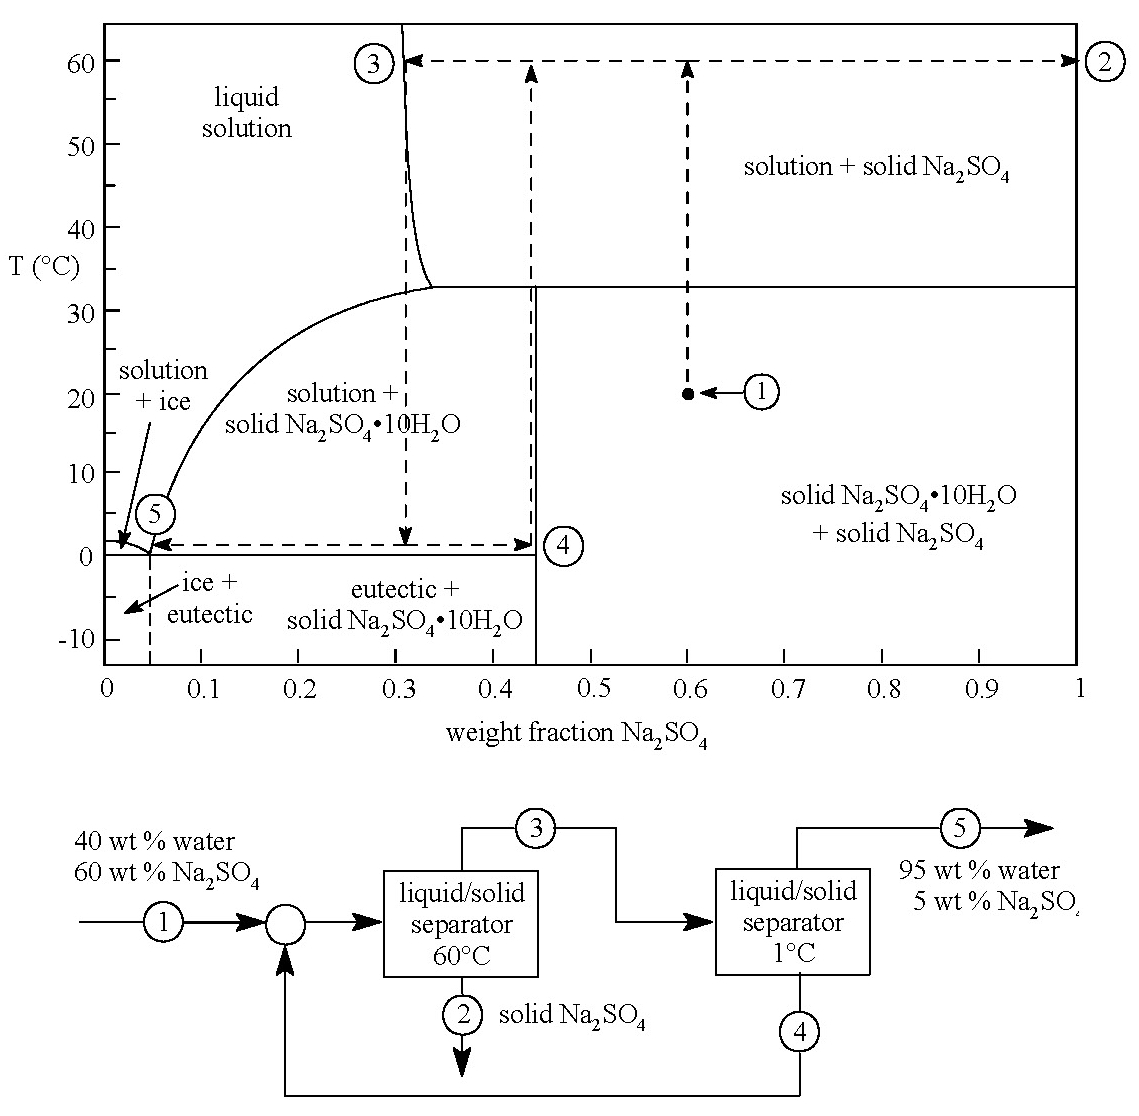 60
50
40
T (°C)
30
20
10
0
-10
0
0.1
0.2
0.3
0.4
0.5
0.6
0.7
0.8
0.9
1
weight fraction Na₂SO₄
liquid
solution
3
2
solution + solid Na₂SO₄
solution
+ ice
solution +
solid Na₂SO₄•10H₂O
1
5
4
solid Na₂SO₄•10H₂O
+ solid Na₂SO₄
ice +
eutectic
eutectic +
solid Na₂SO₄•10H₂O
40 wt % water
60 wt % Na₂SO₄
1
liquid/solid
separator
60°C
3
2
solid Na₂SO₄
liquid/solid
separator
1°C
4
5
95 wt % water
5 wt % Na₂SO